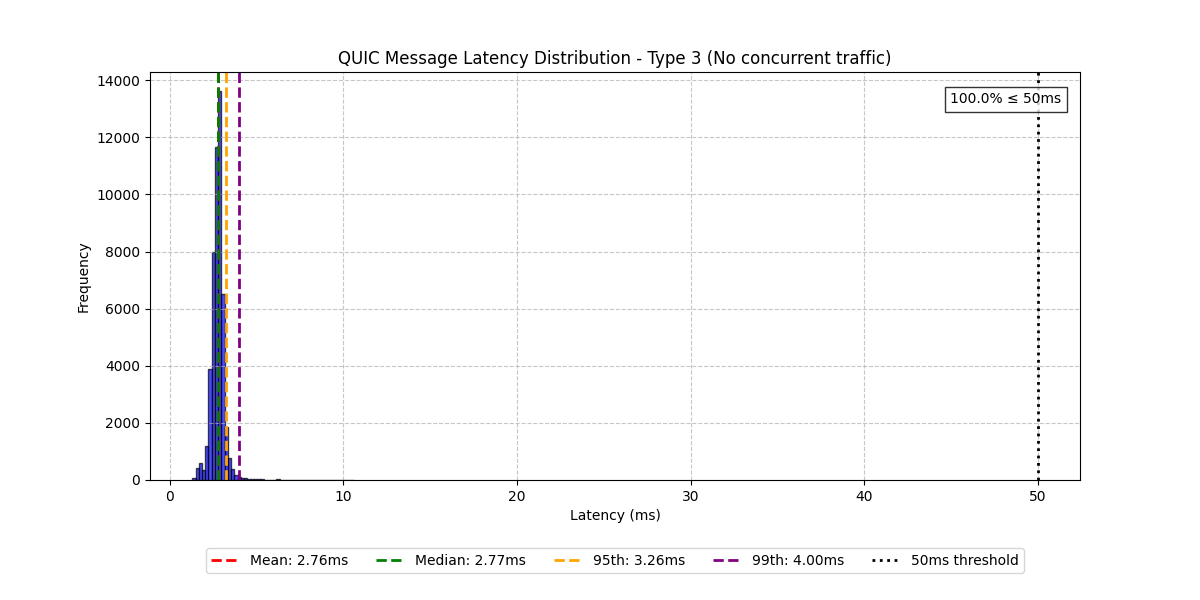 QUIC Message Latency Distribution - Type 3 (No concurrent traffic)
14000
12000
10000
8000
6000
4000
2000
0
Frequency
100.0% ≤ 50ms
0 10 20 30 40 50
Latency (ms)
Mean: 2.76ms Median: 2.77ms 95th: 3.26ms 99th: 4.00ms 50ms threshold